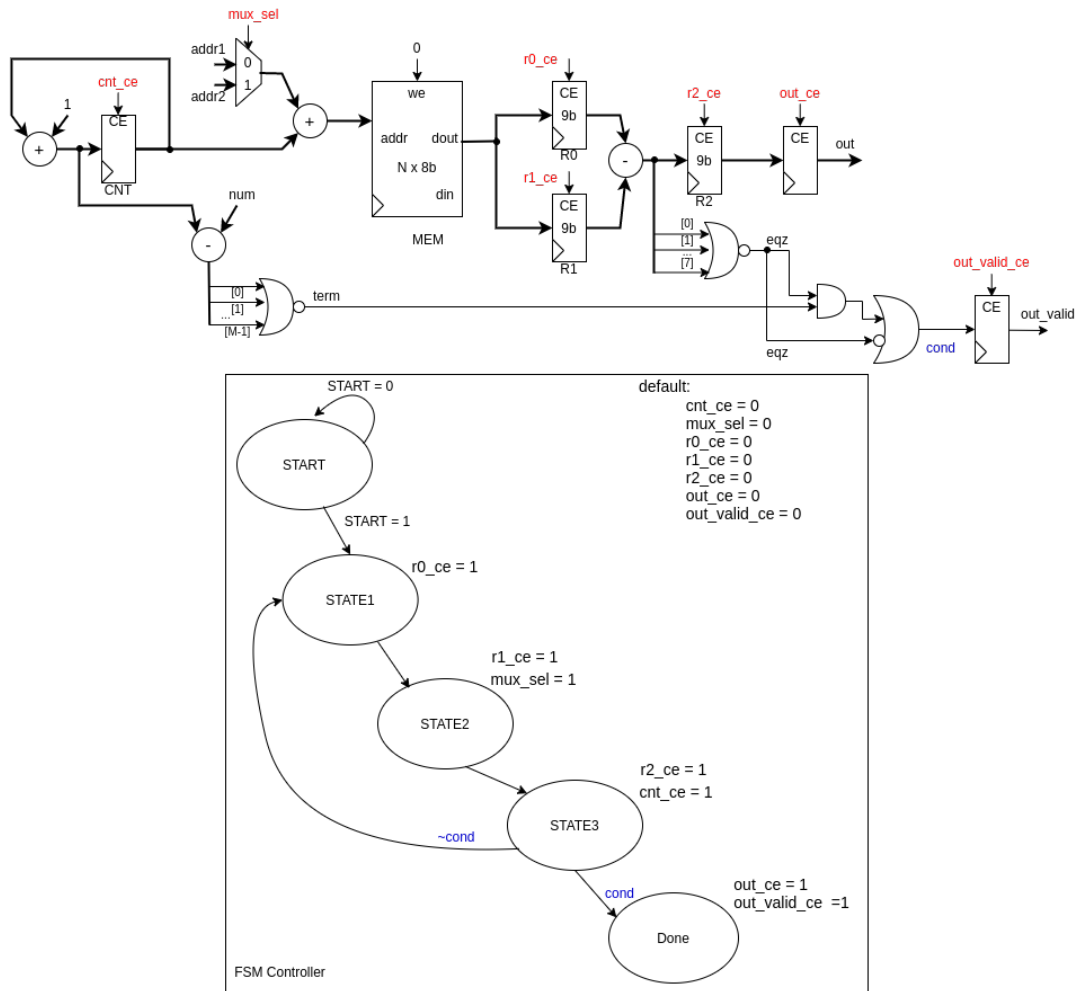 mux_sel
addr1
0
1
addr2
cnt_ce
1
+
CE
CNT
+
0
we
addr
dout
N x 8b
din
MEM
r0_ce
CE
9b
R0
r1_ce
CE
9b
R1
-
r2_ce
CE
9b
R2
out_ce
CE
out
num
-
[0]
[1]
...
[M-1]
term
[0]
[1]
...
[7]
eqz
eqz
cond
out_valid_ce
CE
out_valid
START = 0
START
START = 1
default:
cnt_ce = 0
mux_sel = 0
r0_ce = 0
r1_ce = 0
r2_ce = 0
out_ce = 0
out_valid_ce = 0
r0_ce = 1
STATE1
r1_ce = 1
mux_sel = 1
STATE2
r2_ce = 1
cnt_ce = 1
STATE3
~cond
cond
out_ce = 1
out_valid_ce =1
Done
FSM Controller